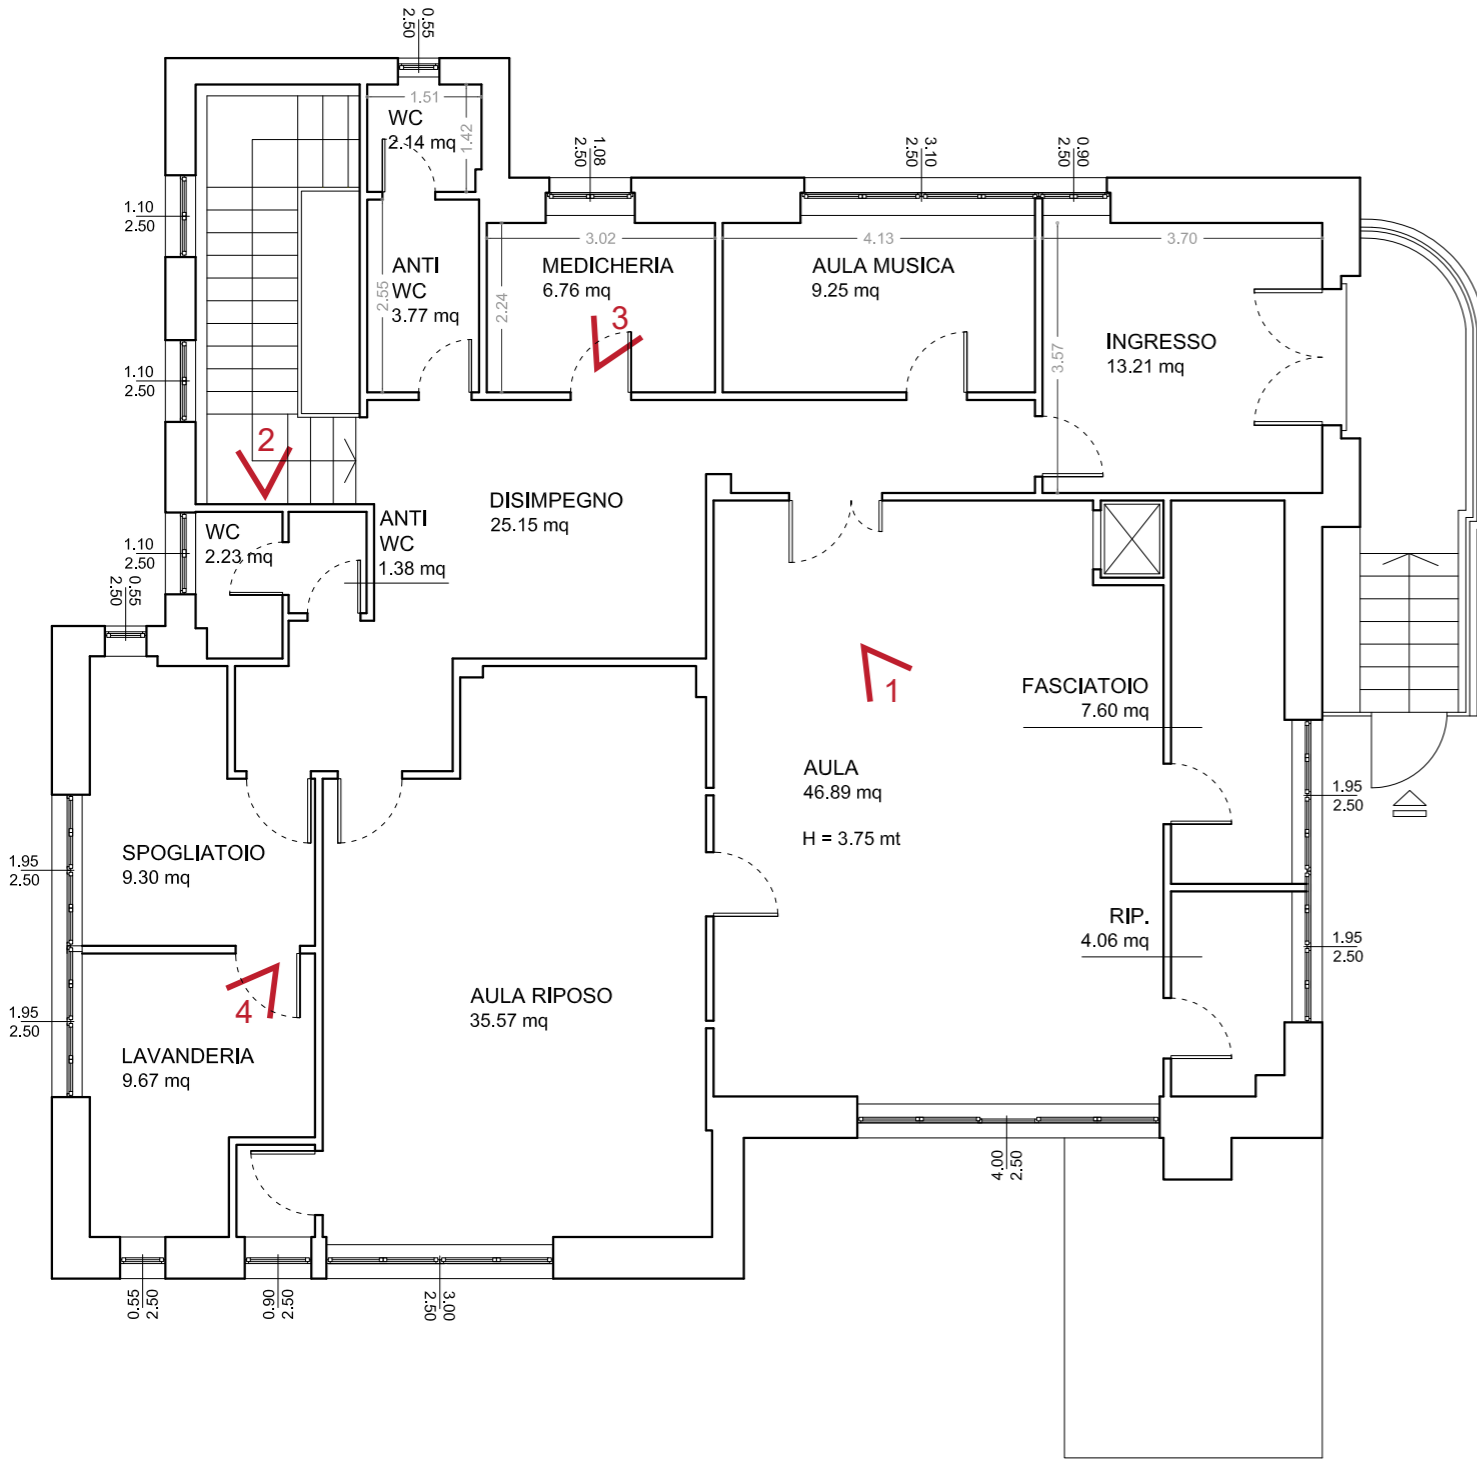 0.55
2.50
1.51
WC
2.14 mq
1.42
1.08
2.50
3.10
2.50
0.90
2.50
1.10
2.50
3.02
4.13
3.70
ANTI
WC
3.77 mq
2.55
MEDICHERIA
6.76 mq
2.24
3
AULA MUSICA
9.25 mq
INGRESSO
13.21 mq
3.57
1.10
2.50
2
DISIMPEGNO
25.15 mq
WC
2.23 mq
ANTI
WC
1.38 mq
1.10
2.50
0.55
2.50
1
FASCIATOIO
7.60 mq
AULA
46.89 mq
H = 3.75 mt
1.95
2.50
SPOGLIATOIO
9.30 mq
1.95
2.50
RIP.
4.06 mq
1.95
2.50
AULA RIPOSO
35.57 mq
4
1.95
2.50
LAVANDERIA
9.67 mq
4.00
2.50
0.55
2.50
0.90
2.50
3.00
2.50